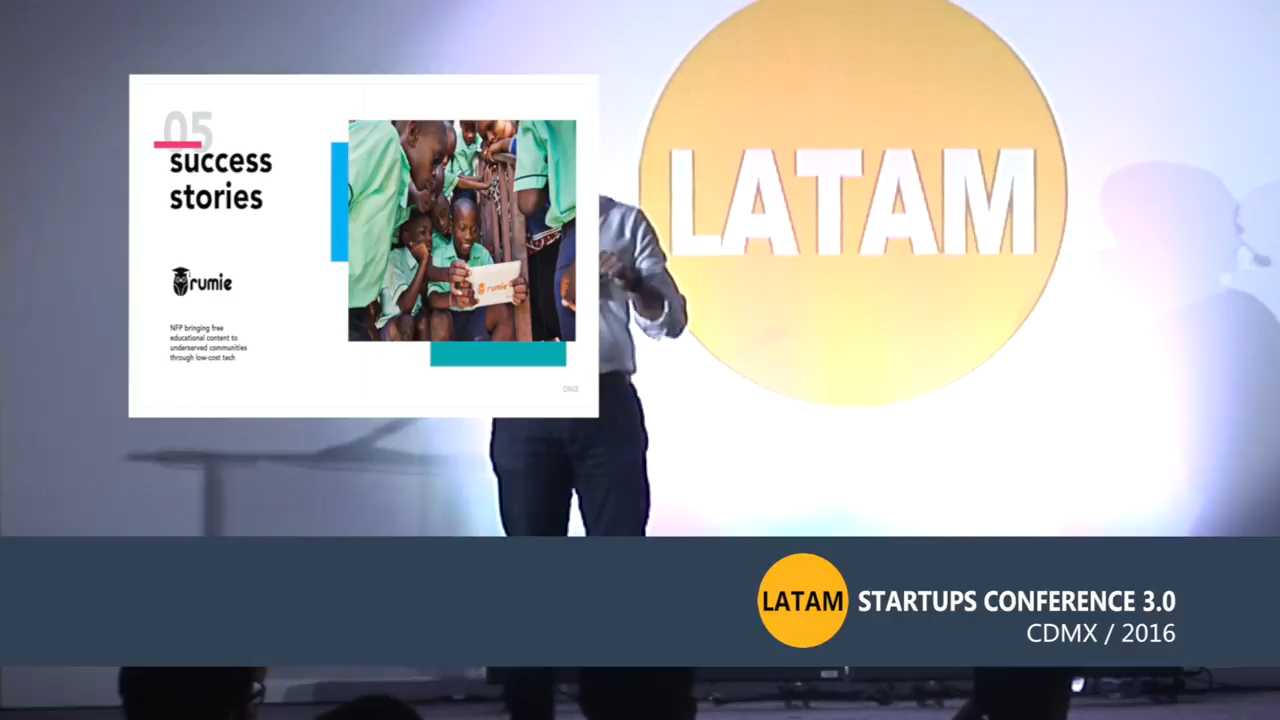 05
success
stories
rumie
NFP bringing free
educational content to
underserved communities
through low-cost tech
rumie
LATAM
LATAM STARTUPS CONFERENCE 3.0
CDMX / 2016